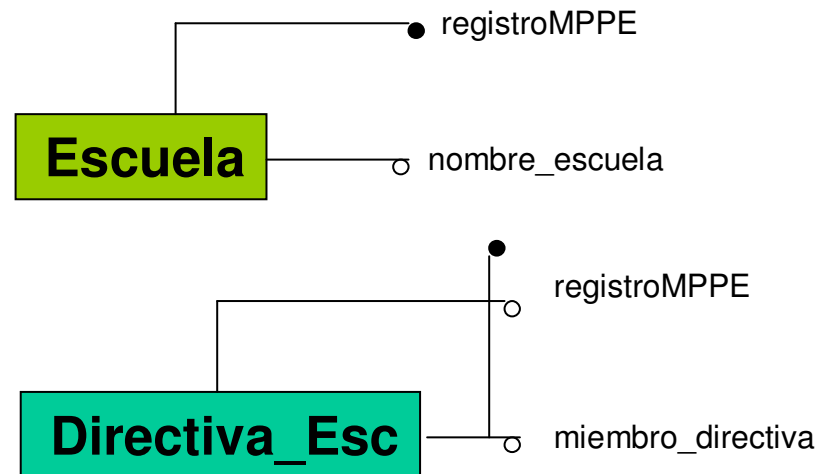 registroMPPE
Escuela
nombre_escuela
registroMPPE
Directiva_Esc
miembro_directiva